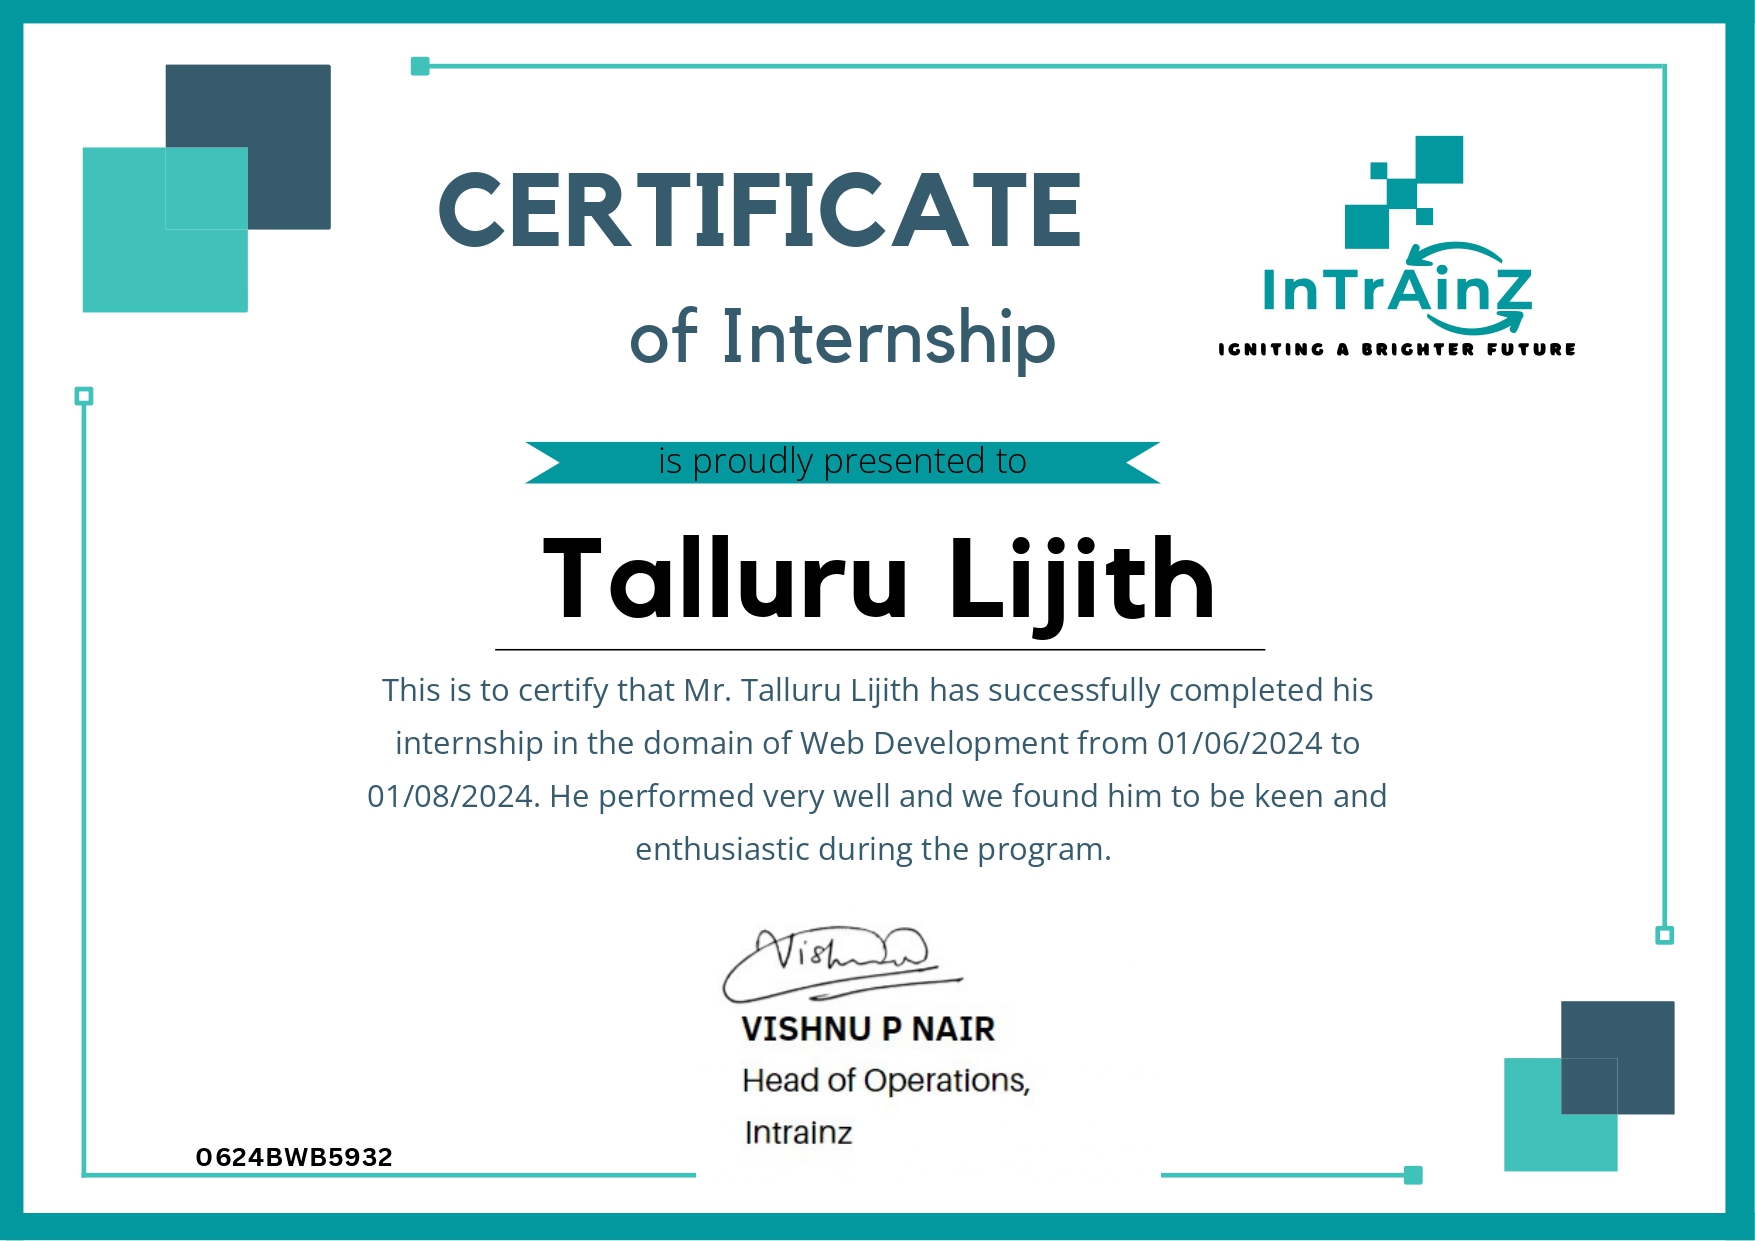 CERTIFICATE
of Internship
InTrAinZ
IGNITING A BRIGHTER FUTURE
is proudly presented to
Talluru Lijith
This is to certify that Mr. Talluru Lijith has successfully completed his
internship in the domain of Web Development from 01/06/2024 to
01/08/2024. He performed very well and we found him to be keen and
enthusiastic during the program.
Vishnu
VISHNU P NAIR
Head of Operations,
Intrainz
0624BWB5932